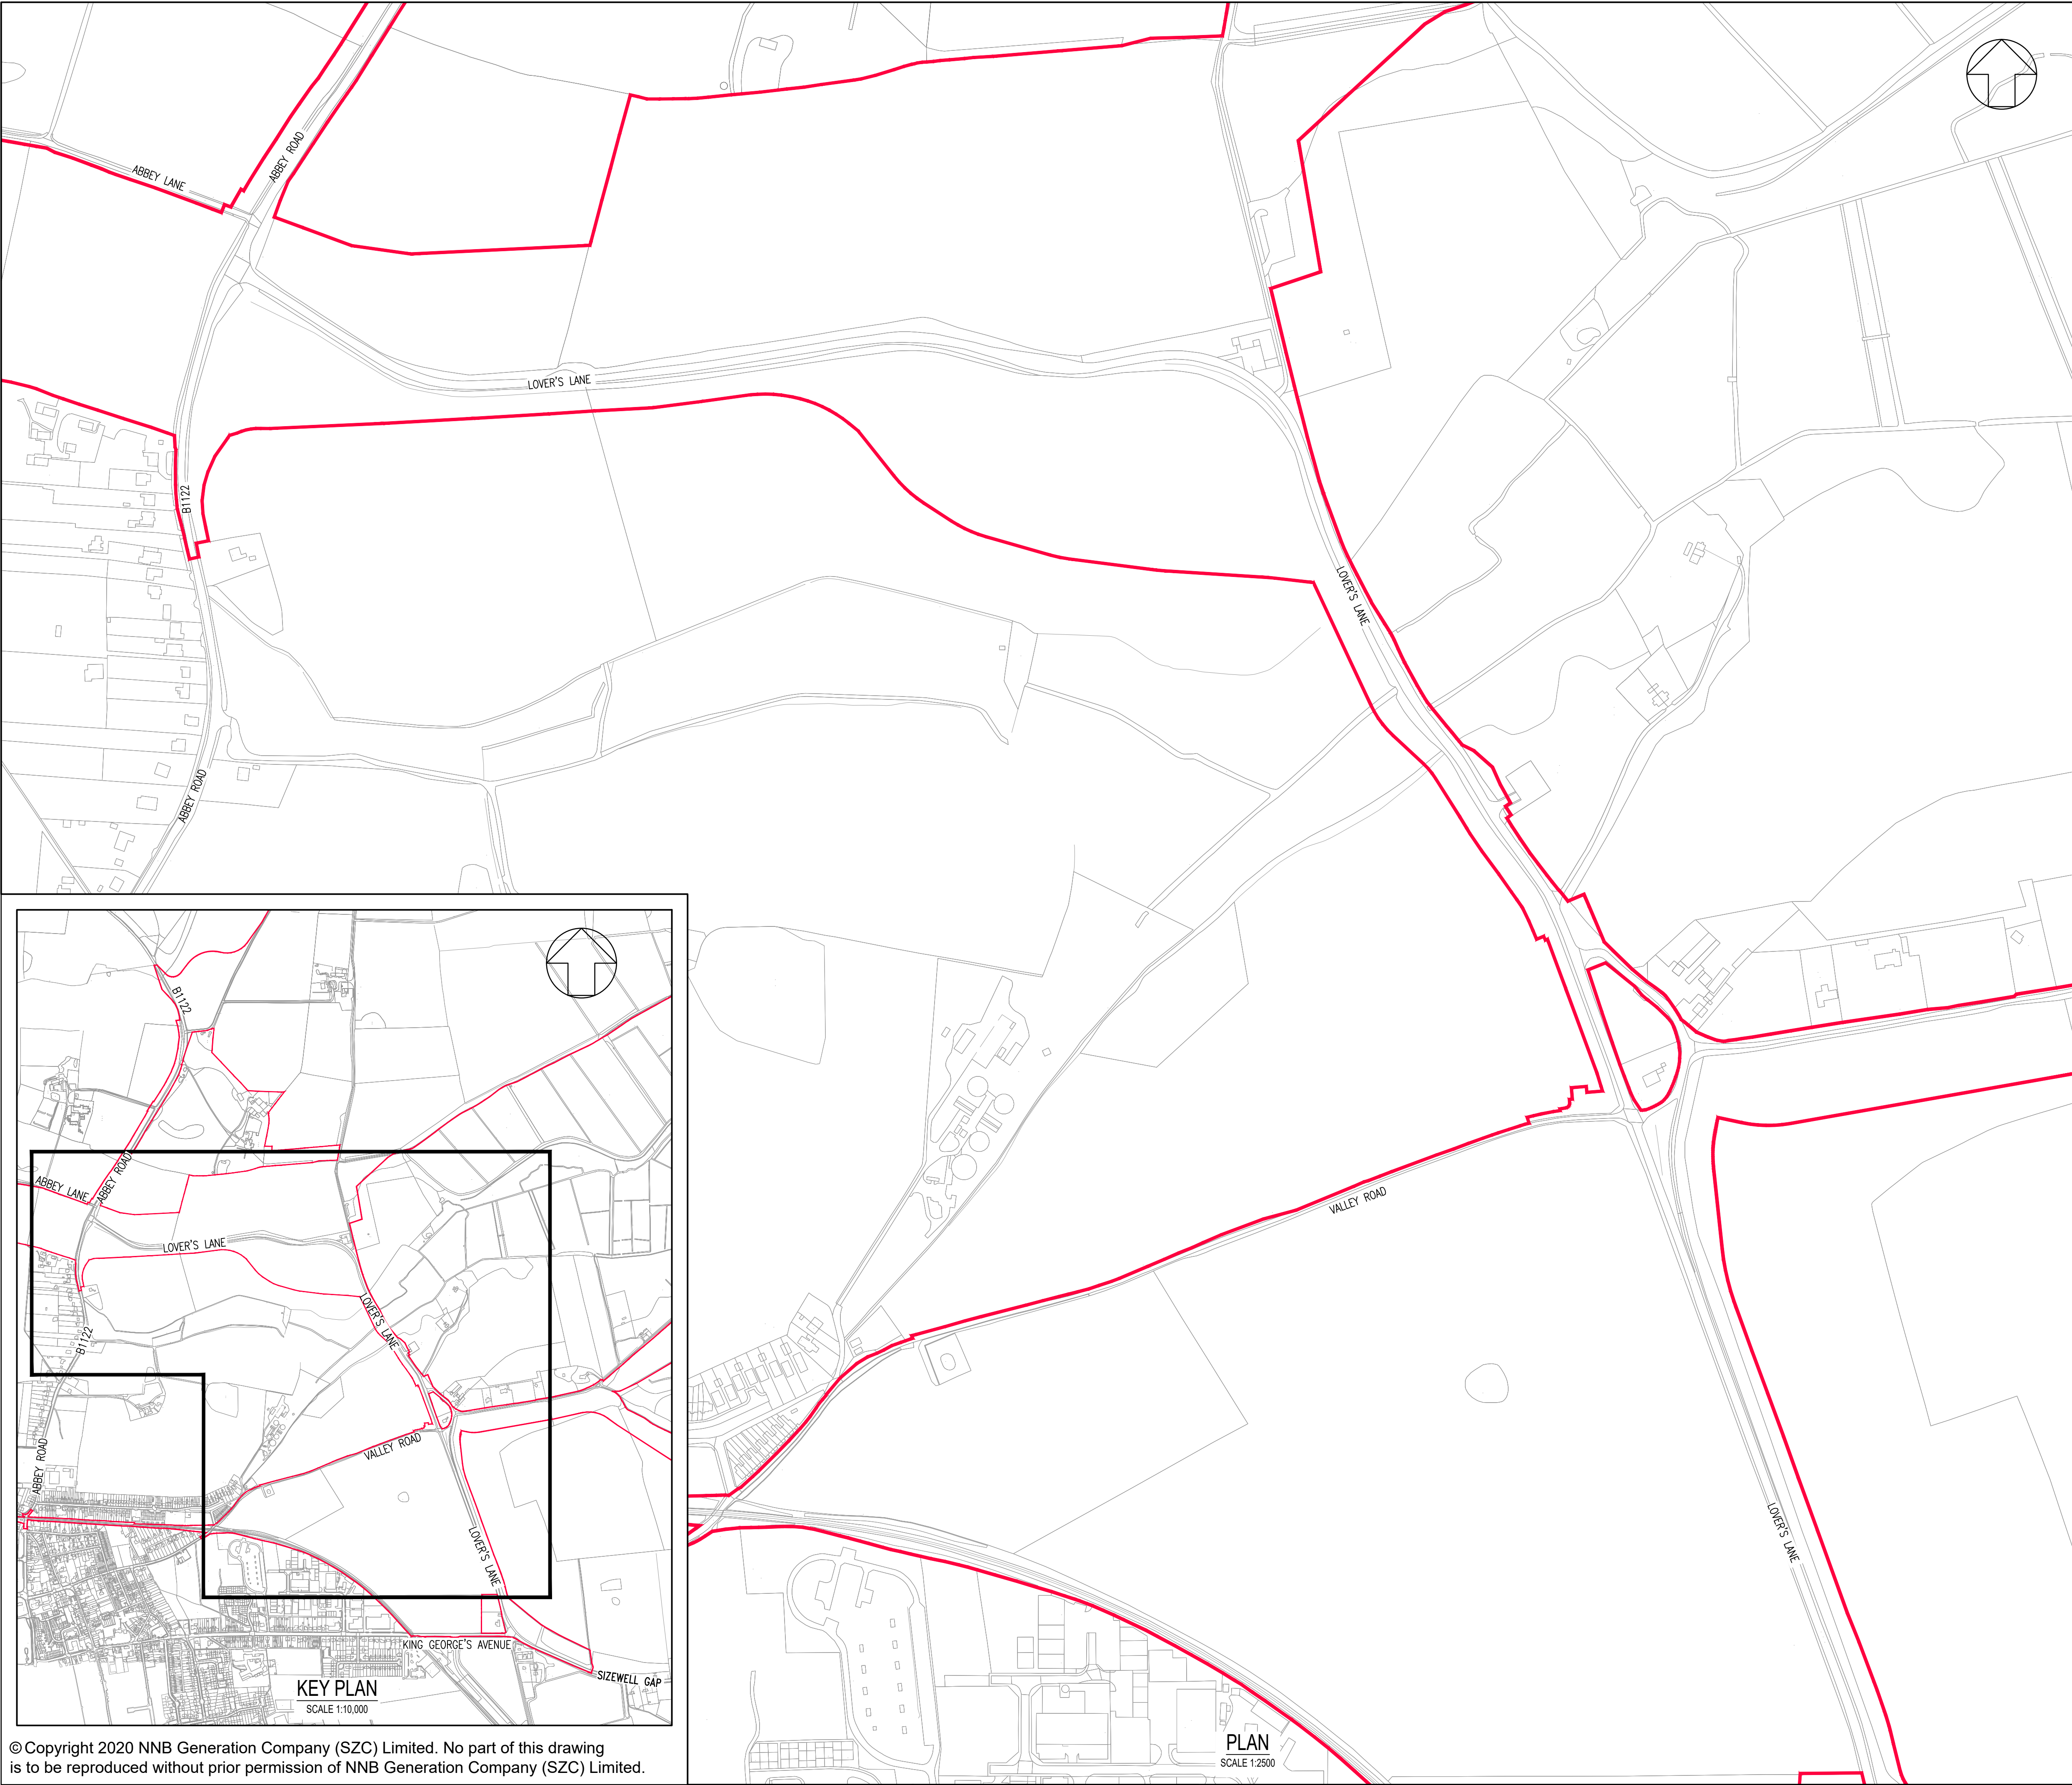 ABBEY ROAD
ABBEY LANE
LOVER'S LANE
B1122
LOVER'S LANE
ABBEY ROAD
VALLEY ROAD
LOVER'S LANE
PLAN
SCALE 1:2500
B1122
ABBEY ROAD
ABBEY LANE
LOVER'S LANE
LOVER'S LANE
B1122
VALLEY ROAD
ABBEY ROAD
LOVER'S LANE
KING GEORGE'S AVENUE
SIZEWELL GAP
KEY PLAN
SCALE 1:10,000
© Copyright 2020 NNB Generation Company (SZC) Limited. No part of this drawing
is to be reproduced without prior permission of NNB Generation Company (SZC) Limited.